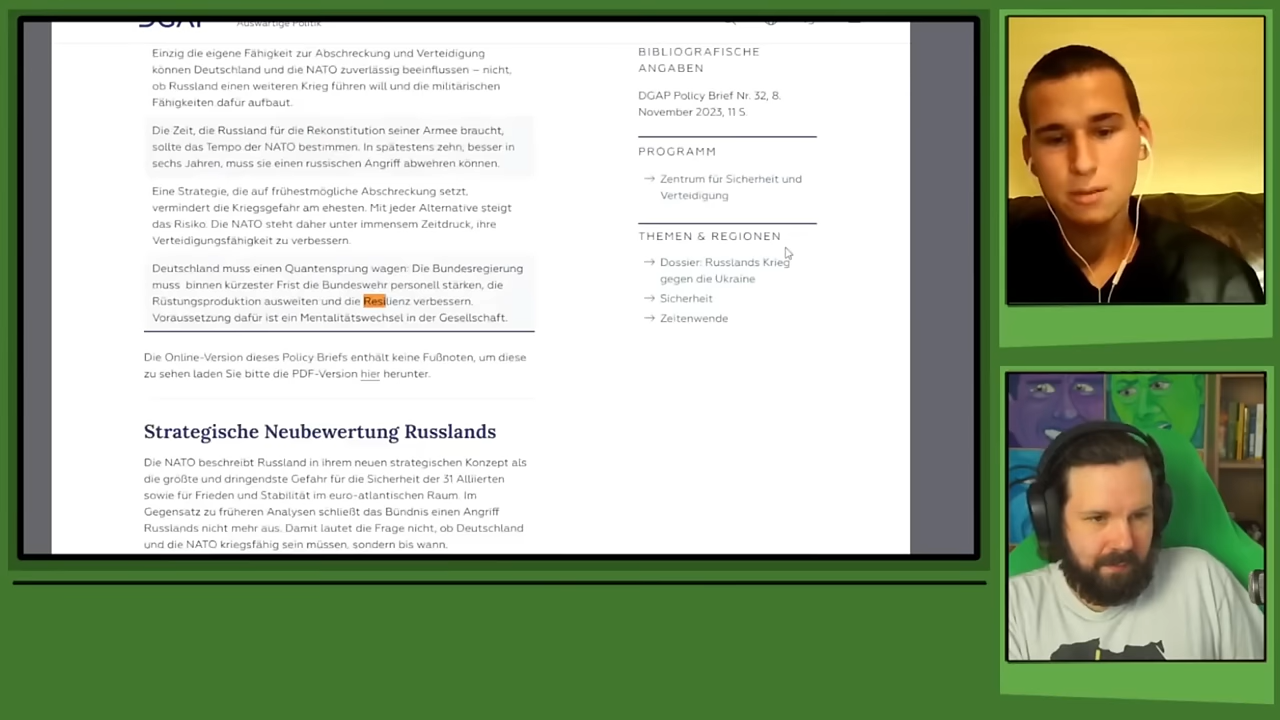 DGAP
Auswärtige Politik
Einzig die eigene Fähigkeit zur Abschreckung und Verteidigung
können Deutschland und die NATO zuverlässig beeinflussen – nicht,
ob Russland einen weiteren Krieg führen will und die militärischen
Fähigkeiten dafür aufbaut.
Die Zeit, die Russland für die Rekonstitution seiner Armee braucht,
sollte das Tempo der NATO bestimmen. In spätestens zehn, besser in
sechs Jahren, muss sie einen russischen Angriff abwehren können.
Eine Strategie, die auf frühestmögliche Abschreckung setzt,
vermindert die Kriegsgefahr am ehesten. Mit jeder Alternative steigt
das Risiko. Die NATO steht daher unter immensem Zeitdruck, ihre
Verteidigungsfähigkeit zu verbessern.
Deutschland muss einen Quantensprung wagen: Die Bundesregierung
muss binnen kürzester Frist die Bundeswehr personell stärken, die
Rüstungsproduktion ausweiten und die Resilienz verbessern.
Voraussetzung dafür ist ein Mentalitätswechsel in der Gesellschaft.
Die Online-Version dieses Policy Briefs enthält keine Fußnoten, um diese
zu sehen laden Sie bitte die PDF-Version hier herunter.
Strategische Neubewertung Russlands
Die NATO beschreibt Russland in ihrem neuen strategischen Konzept als
die größte und dringendste Gefahr für die Sicherheit der 31 Alliierten
sowie für Frieden und Stabilität im euro-atlantischen Raum. Im
Gegensatz zu früheren Analysen schließt das Bündnis einen Angriff
Russlands nicht mehr aus. Damit lautet die Frage nicht, ob Deutschland
und die NATO kriegsfähig sein müssen, sondern bis wann.
BIBLIOGRAFISCHE
ANGABEN
DGAP Policy Brief Nr. 32, 8.
November 2023, 11 S.
PROGRAMM
→ Zentrum für Sicherheit und
Verteidigung
THEMEN & REGIONEN
→ Dossier: Russlands Krieg
gegen die Ukraine
→ Sicherheit
→ Zeitenwende